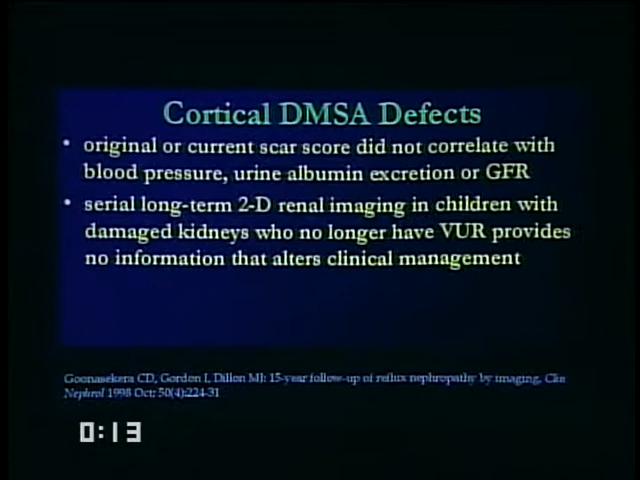 Cortical DMSA Defects
• original or current scar score did not correlate with
blood pressure, urine albumin excretion or GFR
• serial long-term 2-D renal imaging in children with
damaged kidneys who no longer have VUR provides
no information that alters clinical management
Goonasekera CD, Gordon I, Dillon MJ: 15-year follow-up of reflux nephropathy by imaging. Clin
Nephrol 1998 Oct; 50(4):224-31
0:13